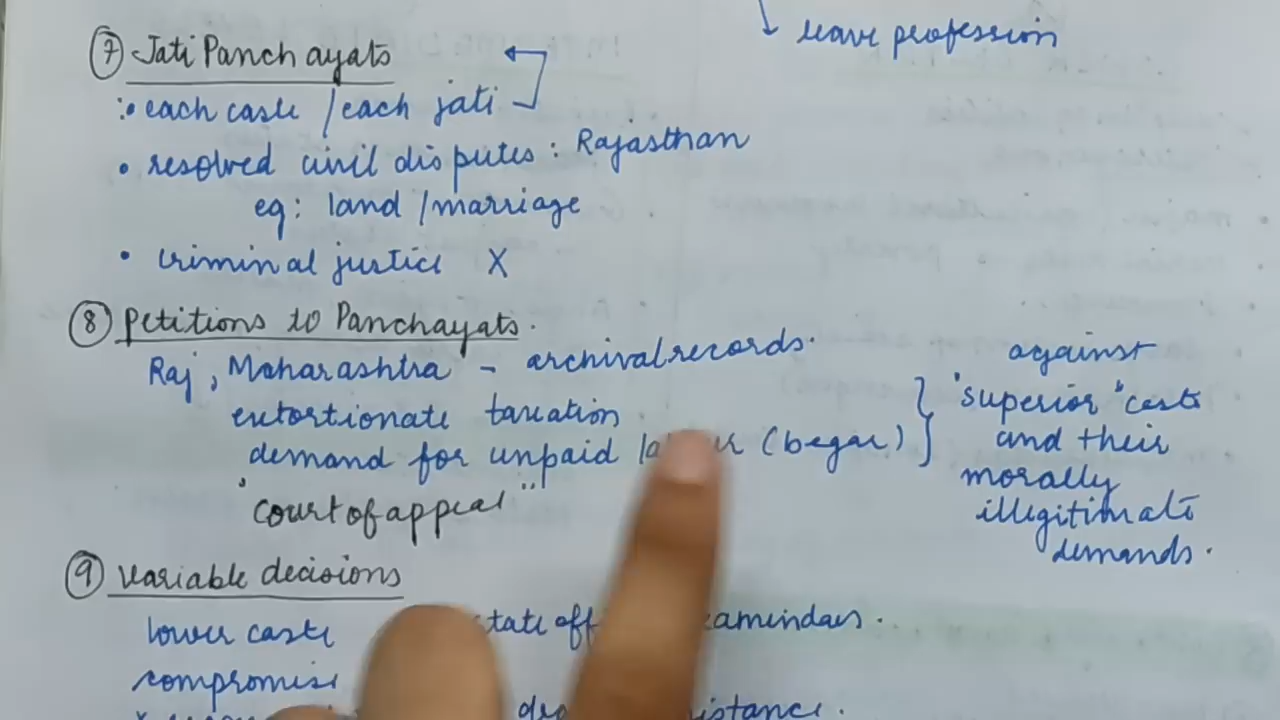 ↳ leave profession
⑦ Jati Panchayats
:• each caste / each jati
• resolved civil disputes : Rajasthan
eg: land / marriage
• criminal justice X
⑧ Petitions to Panchayats.
Raj, Maharashtra - archival records.
extortionate taxation
demand for unpaid (begar)
"court of appeal"
against
"superior" caste
and their
morally
illegitimate
demands.
⑨ variable decisions
lower caste state
compromise